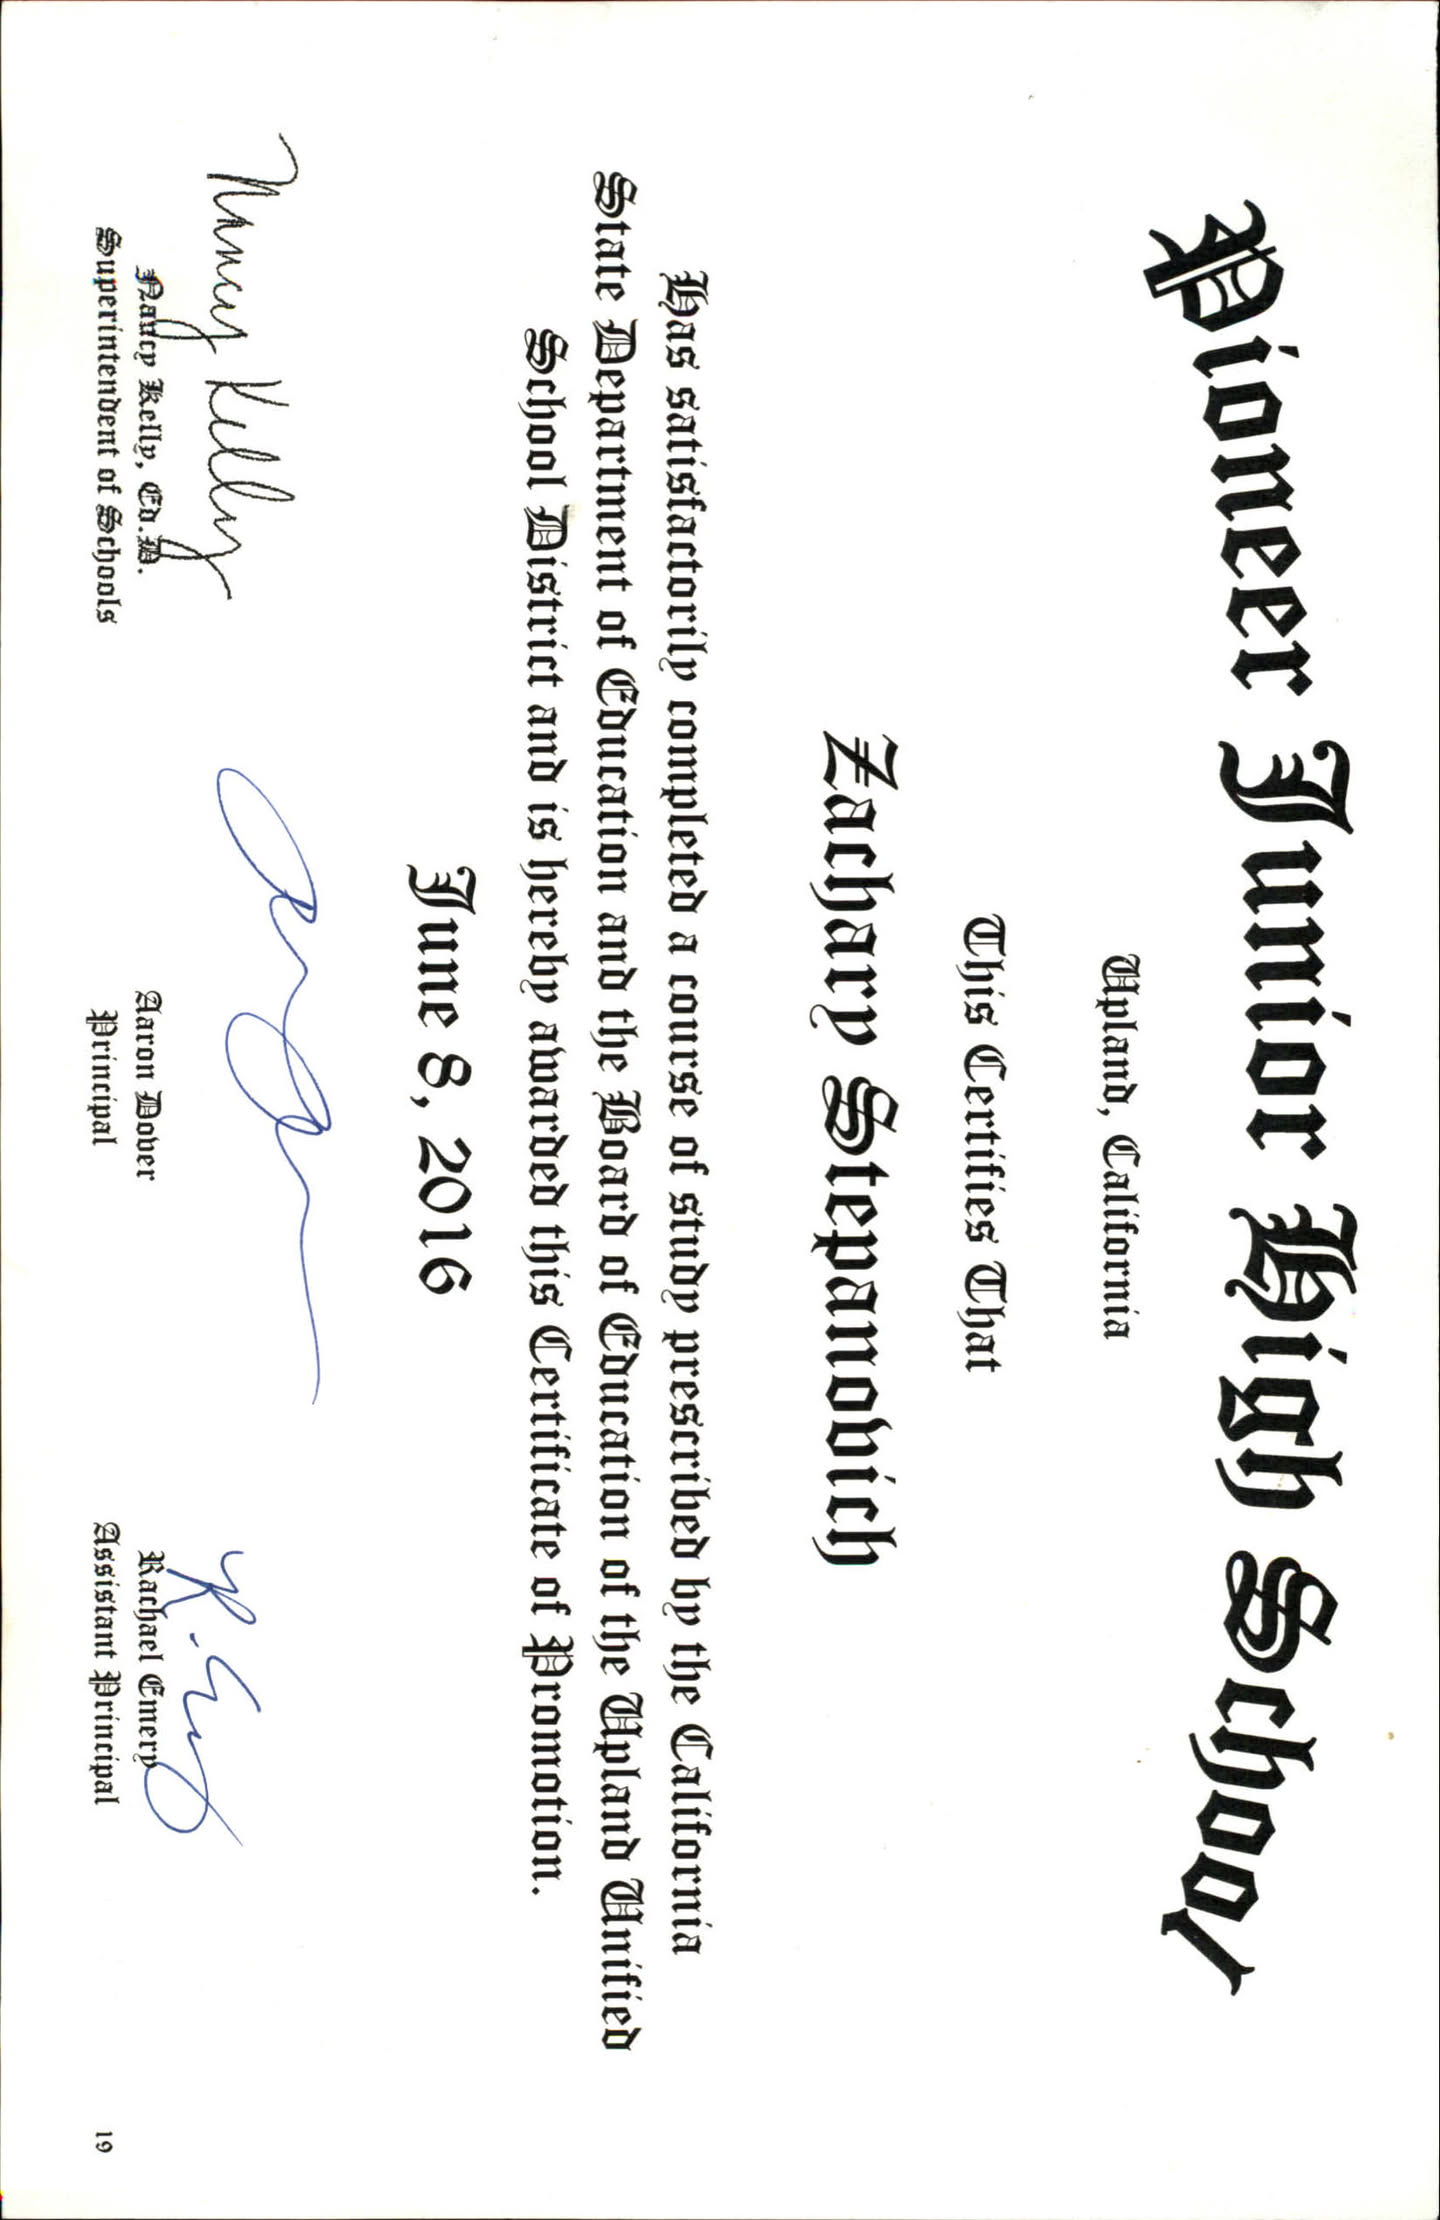 Pioneer Junior High School
Upland, California
This Certifies That
Zachary Stepanovich
Has satisfactorily completed a course of study prescribed by the California
State Department of Education and the Board of Education of the Upland Unified
School District and is hereby awarded this Certificate of Promotion.
June 8, 2016
Nancy Kelly
Nancy Kelly, Ed.D.
Superintendent of Schools
Aaron Dover
Principal
R. Emery
Rachael Emery
Assistant Principal
19